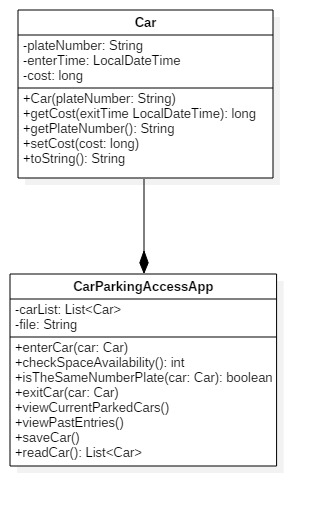 Car
-plateNumber: String
-enterTime: LocalDateTime
-cost: long
+Car(plateNumber: String)
+getCost(exitTime LocalDateTime): long
+getPlateNumber(): String
+setCost(cost: long)
+toString(): String
CarParkingAccessApp
-carList: List<Car>
-file: String
+enterCar(car: Car)
+checkSpaceAvailability(): int
+isTheSameNumberPlate(car: Car): boolean
+exitCar(car: Car)
+viewCurrentParkedCars()
+viewPastEntries()
+saveCar()
+readCar(): List<Car>